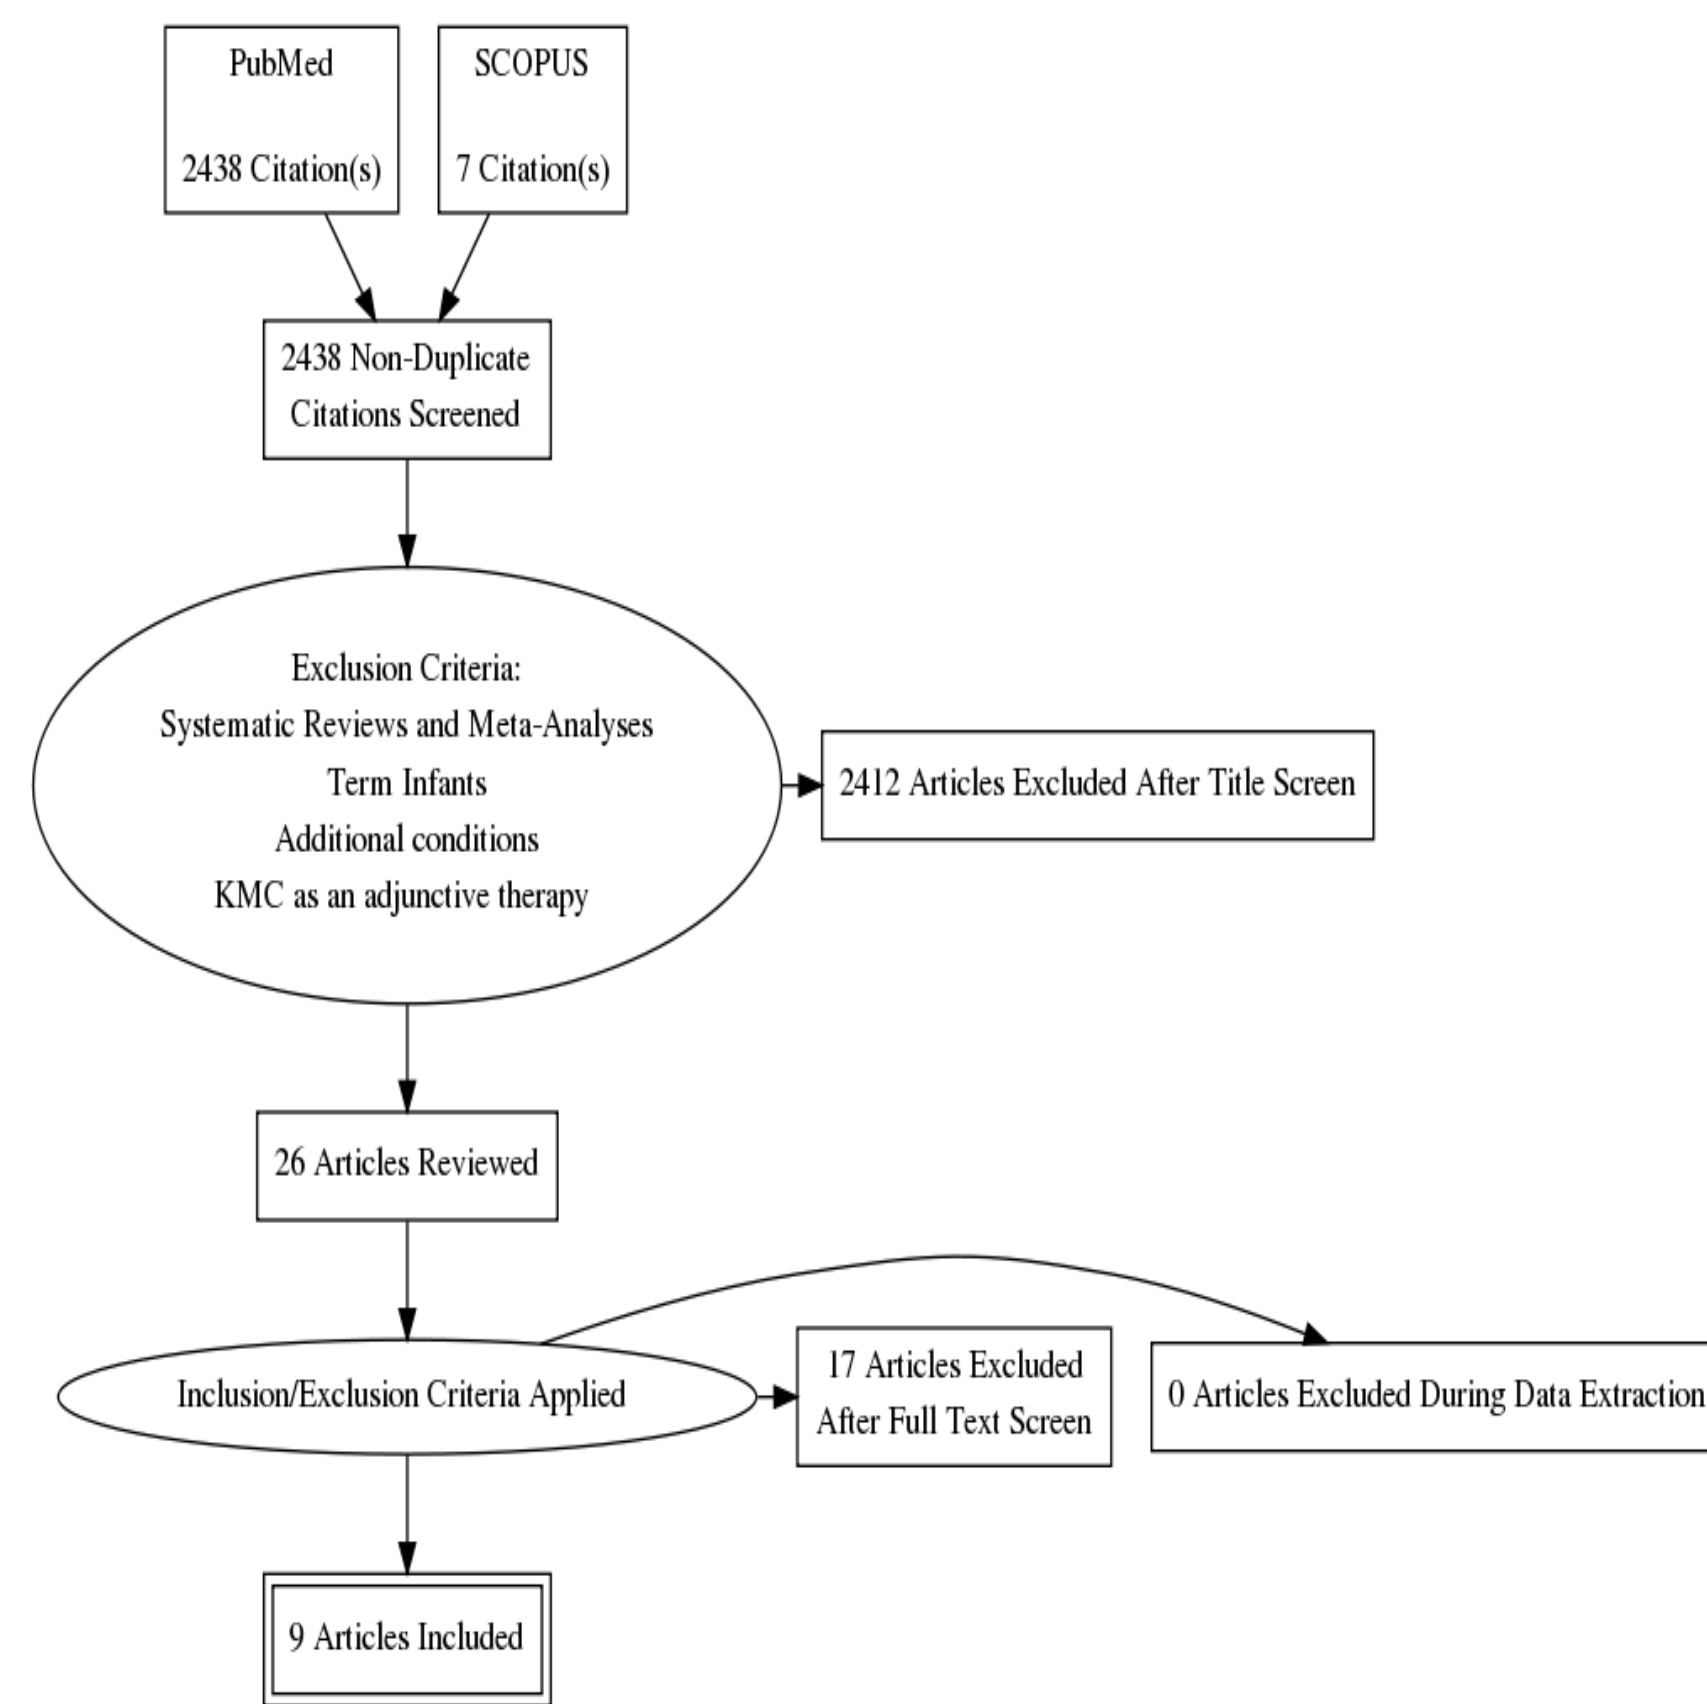 PubMed
2438 Citation(s)
SCOPUS
7 Citation(s)
2438 Non-Duplicate
Citations Screened
Exclusion Criteria:
Systematic Reviews and Meta-Analyses
Term Infants
Additional conditions
KMC as an adjunctive therapy
2412 Articles Excluded After Title Screen
26 Articles Reviewed
Inclusion/Exclusion Criteria Applied
17 Articles Excluded
After Full Text Screen
0 Articles Excluded During Data Extraction
9 Articles Included